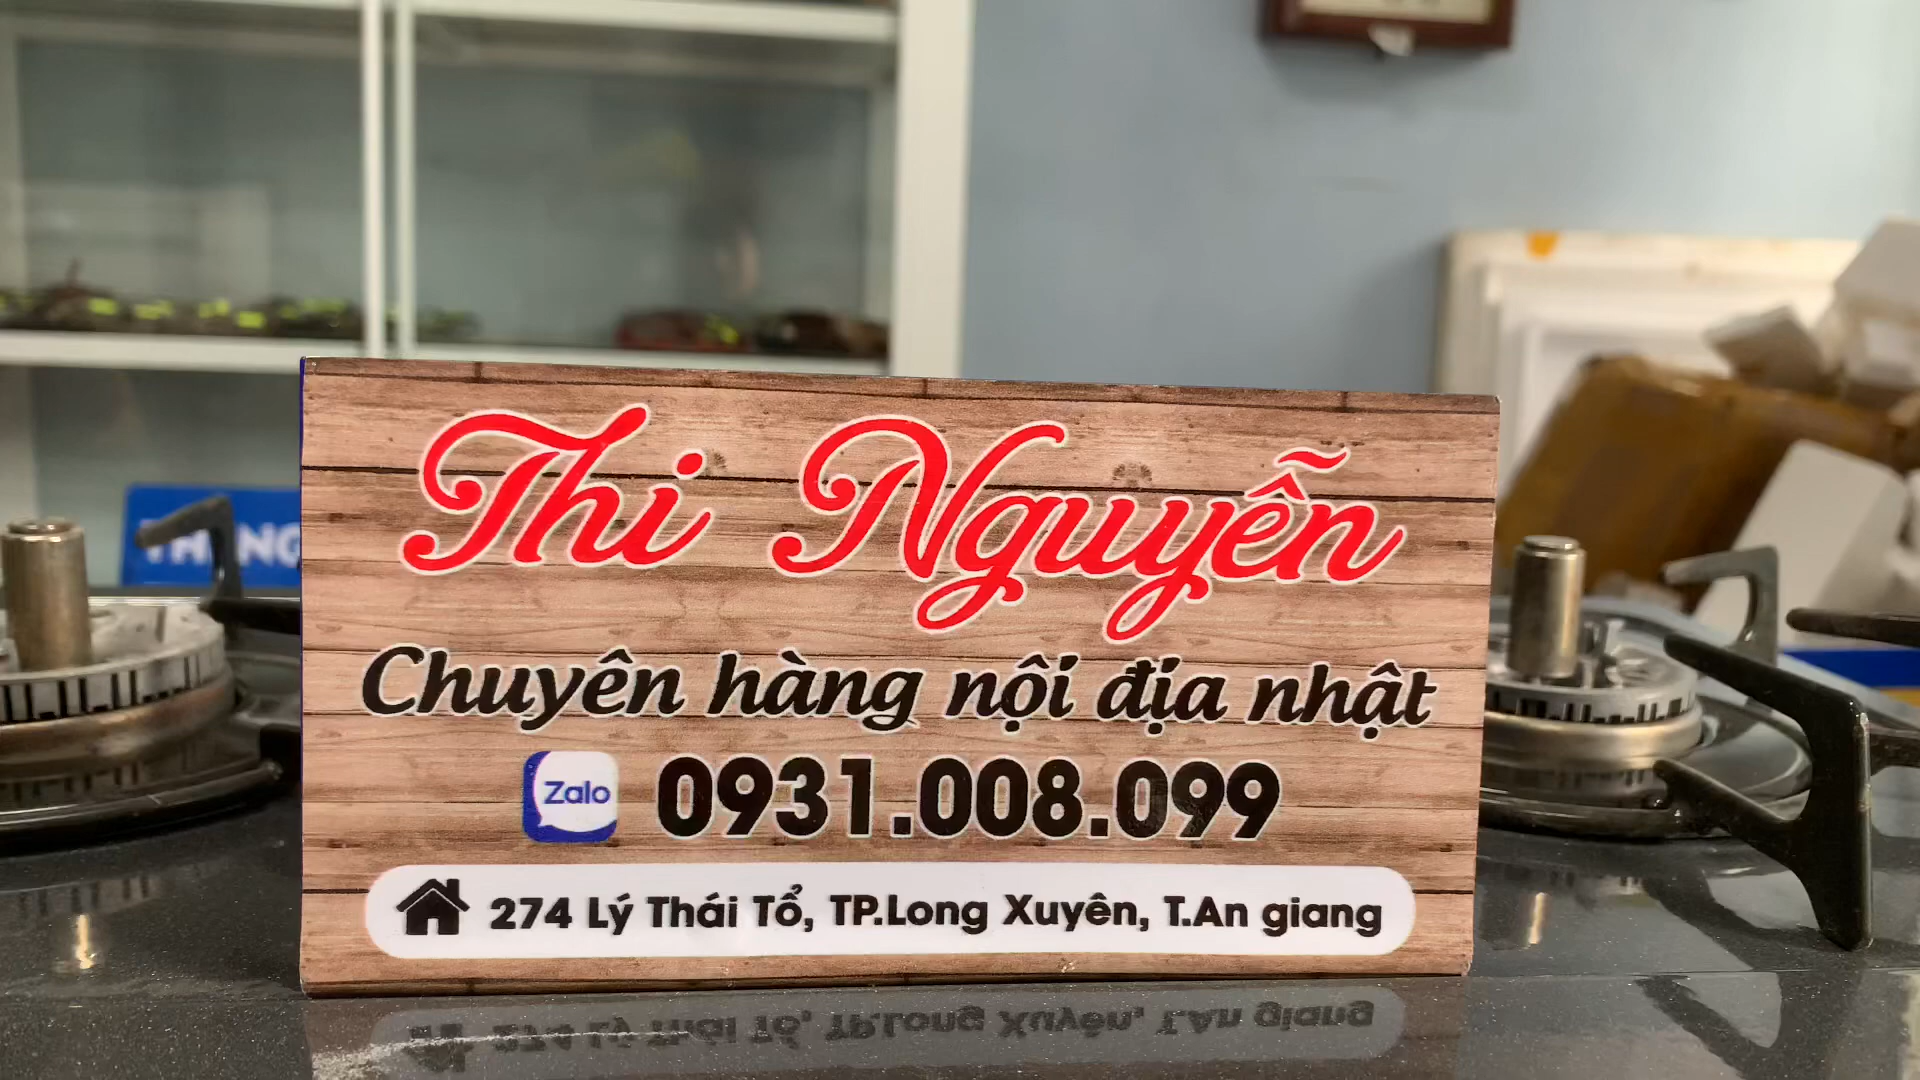 Thi Nguyễn
Chuyên hàng nội địa nhật
Zalo 0931.008.099
274 Lý Thái Tổ, TP.Long Xuyên, T.An giang